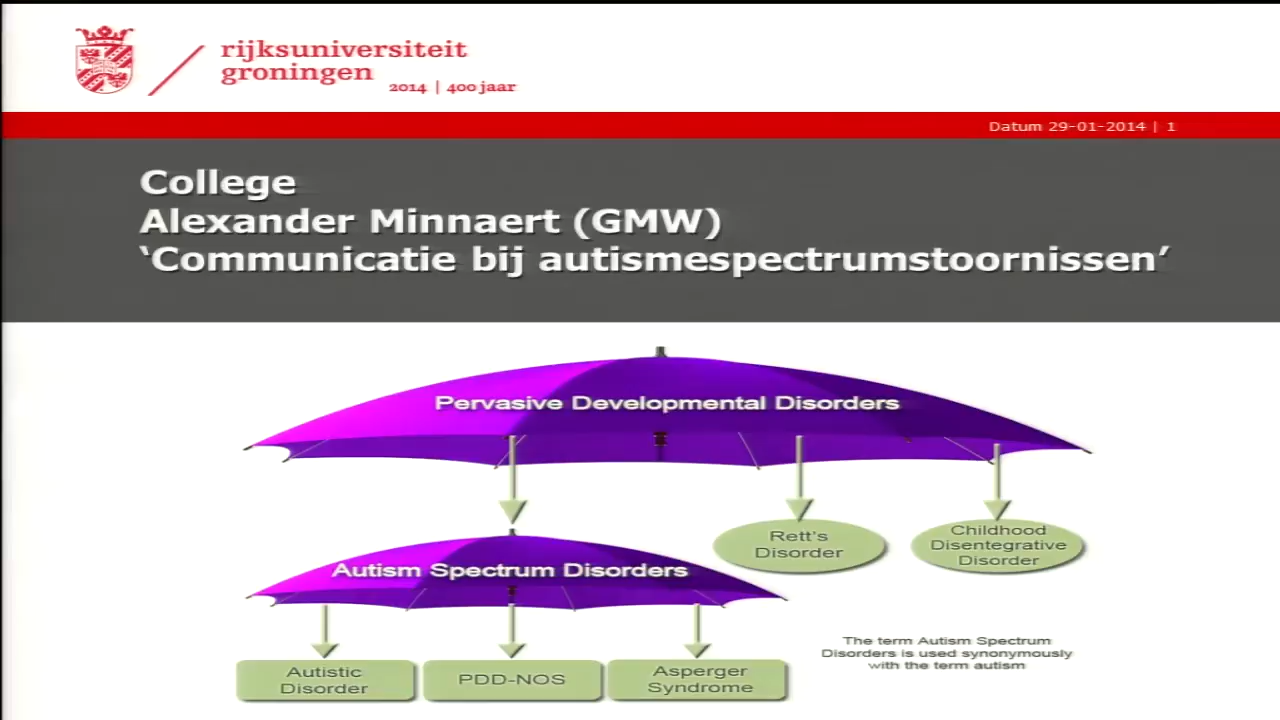 rijksuniversiteit
groningen
2014 | 400 jaar
Datum 29-01-2014 | 1
College
Alexander Minnaert (GMW)
‘Communicatie bij autismespectrumstoornissen’
Pervasive Developmental Disorders
Rett's
Disorder
Childhood
Disentegrative
Disorder
Autism Spectrum Disorders
Autistic
Disorder
PDD-NOS
Asperger
Syndrome
The term Autism Spectrum
Disorders is used synonymously
with the term autism